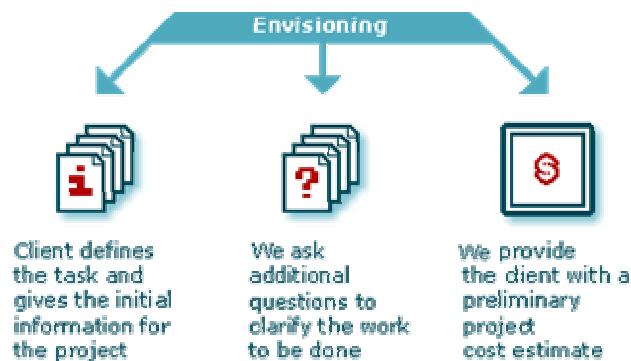 Envisioning
i
?
$
Client defines
the task and
gives the initial
information for
the project
We ask
additional
questions to
clarify the work
to be done
We provide
the client with a
preliminary
project
cost estimate